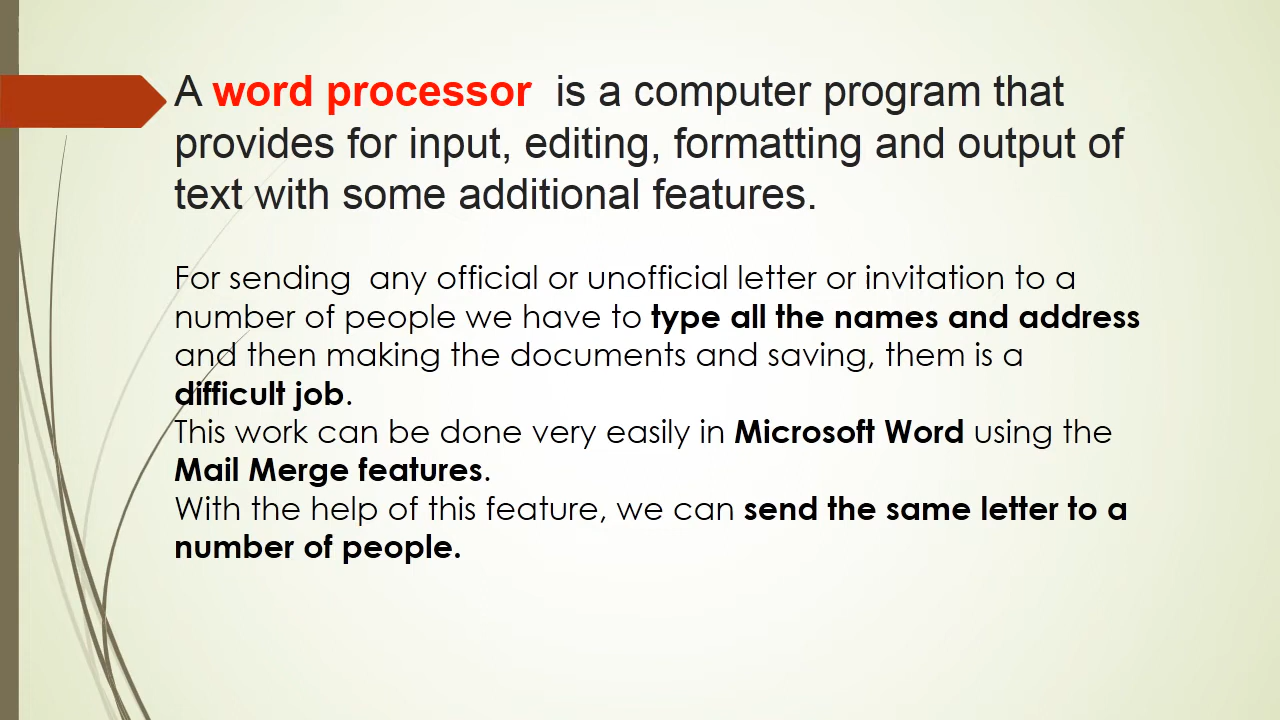 A word processor is a computer program that
provides for input, editing, formatting and output of
text with some additional features.
For sending any official or unofficial letter or invitation to a
number of people we have to type all the names and address
and then making the documents and saving, them is a
difficult job.
This work can be done very easily in Microsoft Word using the
Mail Merge features.
With the help of this feature, we can send the same letter to a
number of people.